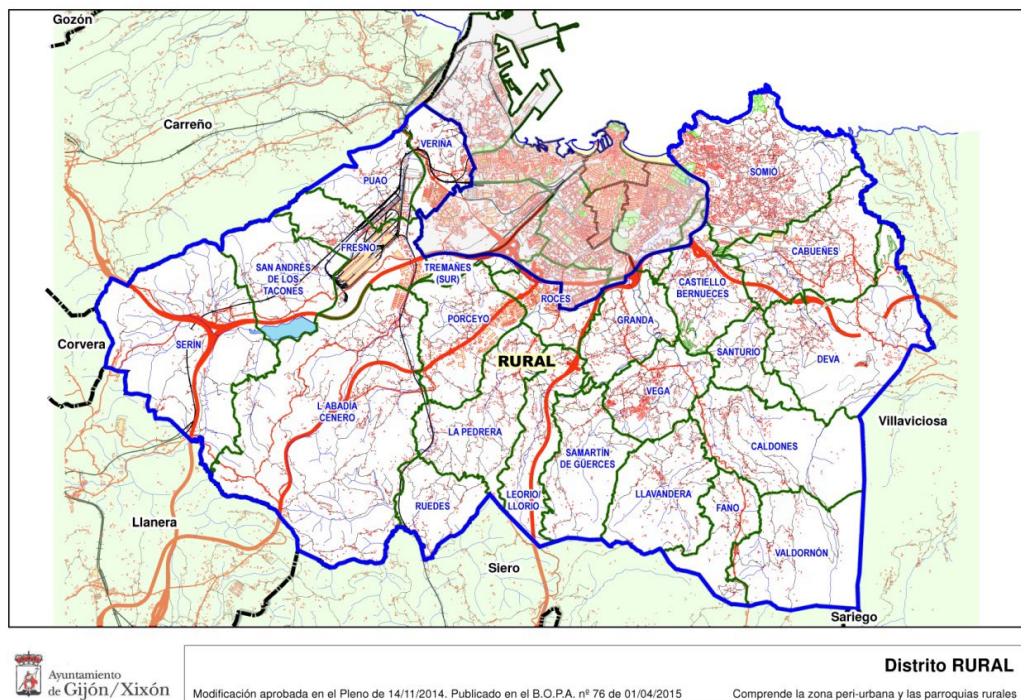 Gozón
Carreño
VERIÑA
PUAO
SOMIÓ
FRESNO
CABUEÑES
SAN ANDRÉS
DE LOS
TACONES
TREMAÑES
(SUR)
CASTIELLO
BERNUECES
ROCES
PORCEYO
GRANDA
Corvera
SERÍN
SANTURIO
DEVA
RURAL
L´ABADÍA
CENERO
VEGA
Villaviciosa
LA PEDRERA
CALDONES
SAMARTÍN
DE GÜERCES
LEORIO/
LLORIO
LLAVANDERA
RUEDES
FANO
Llanera
VALDORNÓN
Siero
Sariego
Ayuntamiento
de Gijón/Xixón
Distrito RURAL
Modificación aprobada en el Pleno de 14/11/2014. Publicado en el B.O.P.A. nº 76 de 01/04/2015
Comprende la zona peri-urbana y las parroquias rurales